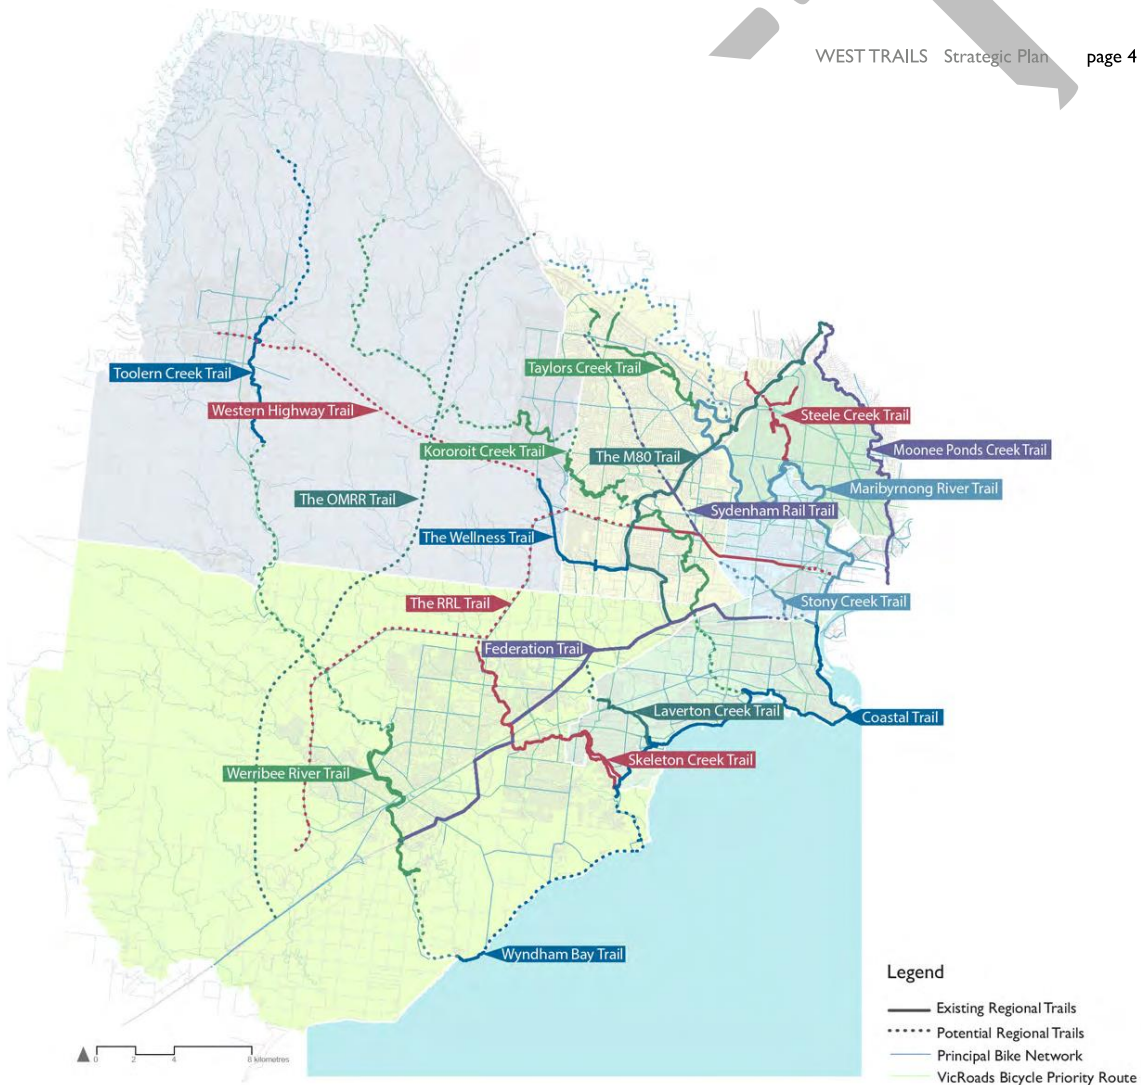 WEST TRAILS Strategic Plan page 4
Toolern Creek Trail
Western Highway Trail
Taylors Creek Trail
Steele Creek Trail
Kororoit Creek Trail
The M80 Trail
Moonee Ponds Creek Trail
Maribyrnong River Trail
The OMRR Trail
Sydenham Rail Trail
The Wellness Trail
The RRL Trail
Stony Creek Trail
Federation Trail
Laverton Creek Trail
Coastal Trail
Skeleton Creek Trail
Werribee River Trail
Wyndham Bay Trail
Legend
Existing Regional Trails
Potential Regional Trails
Principal Bike Network
VicRoads Bicycle Priority Route
0 2 4 8 kilometres